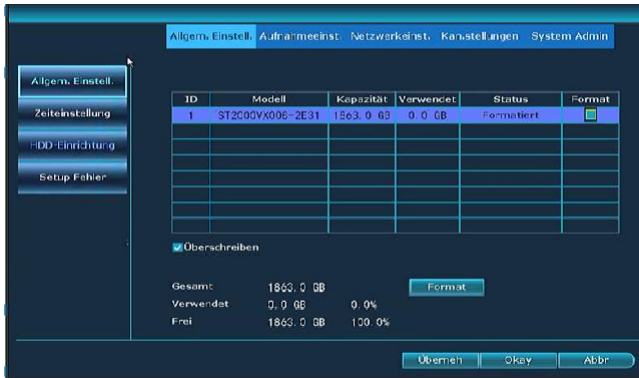 Allgem. Einstell. Aufnahmeeinst. Netzwerkeinst. Kan.stellungen System Admin
Allgem. Einstell.
Zeiteinstellung
HDD-Einrichtung
Setup Fehler
ID Modell Kapazität Verwendet Status Format
1 ST2000VX008-2E31 1863.0 GB 0.0 GB Formatiert
Überschreiben
Gesamt 1863.0 GB Format
Verwendet 0.0 GB 0.0%
Frei 1863.0 GB 100.0%
Überneh Okay Abbr